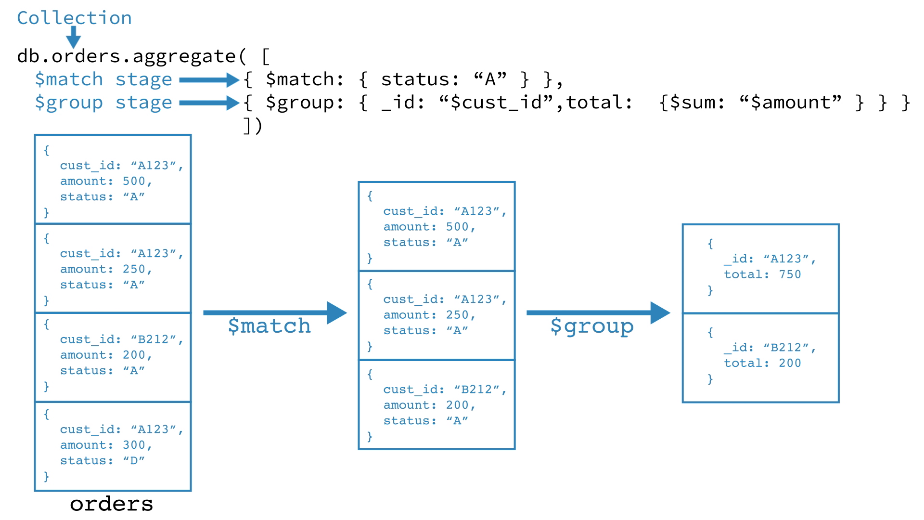 Collection
db.orders.aggregate( [
$match stage { $match: { status: “A” } },
$group stage { $group: { _id: “$cust_id”,total: {$sum: “$amount” } } }
])
{
cust_id: “A123”,
amount: 500,
status: “A”
}
{
cust_id: “A123”,
amount: 250,
status: “A”
}
{
cust_id: “B212”,
amount: 200,
status: “A”
}
{
cust_id: “A123”,
amount: 300,
status: “D”
}
orders
$match
{
cust_id: “A123”,
amount: 500,
status: “A”
}
{
cust_id: “A123”,
amount: 250,
status: “A”
}
{
cust_id: “B212”,
amount: 200,
status: “A”
}
$group
{
_id: “A123”,
total: 750
}
{
_id: “B212”,
total: 200
}